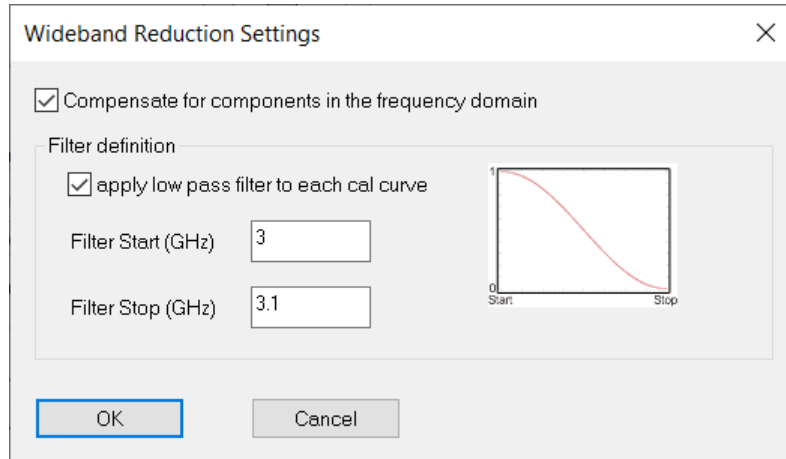 Wideband Reduction Settings
Compensate for components in the frequency domain
Filter definition
apply low pass filter to each cal curve
Filter Start (GHz) 3
Filter Stop (GHz) 3.1
1
0
Start Stop
OK Cancel